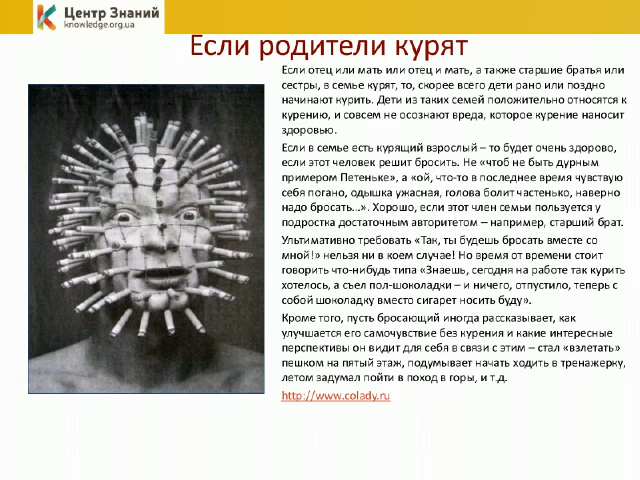 Центр Знаний
knowledge.org.ua
Если родители курят
Если отец или мать или отец и мать, а также старшие братья или
сестры, в семье курят, то, скорее всего дети рано или поздно
начинают курить. Дети из таких семей положительно относятся к
курению, и совсем не осознают вреда, которое курение наносит
здоровью.
Если в семье есть курящий взрослый – то будет очень здорово,
если этот человек решит бросить. Не «чтоб не быть дурным
примером Петеньке», а «ой, что-то в последнее время чувствую
себя погано, одышка ужасная, голова болит частенько, наверно
надо бросать…». Хорошо, если этот член семьи пользуется у
подростка достаточным авторитетом – например, старший брат.
Ультимативно требовать «Так, ты будешь бросать вместе со
мной!» нельзя ни в коем случае! Но время от времени стоит
говорить что-нибудь типа «Знаешь, сегодня на работе так курить
хотелось, а съел пол-шоколадки – и ничего, отпустило, теперь с
собой шоколадку вместо сигарет носить буду».
Кроме того, пусть бросающий иногда рассказывает, как
улучшается его самочувствие без курения и какие интересные
перспективы он видит для себя в связи с этим – стал «взлетать»
пешком на пятый этаж, подумывает начать ходить в тренажерку,
летом задумал пойти в поход в горы, и т.д.
http://www.colady.ru